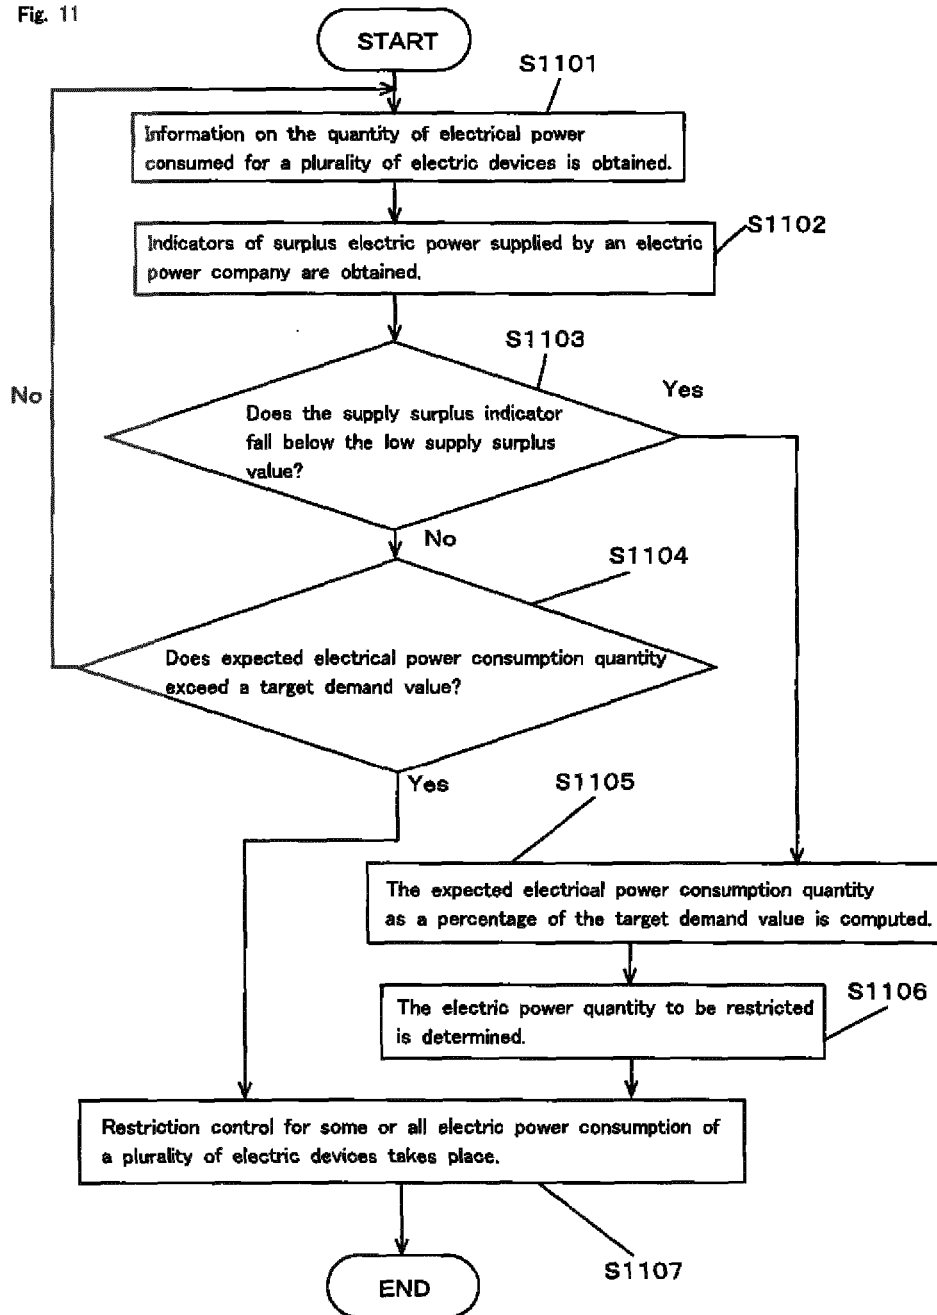 Fig. 11
START
S1101
Information on the quantity of electrical power
consumed for a plurality of electric devices is obtained.
S1102
Indicators of surplus electric power supplied by an electric
power company are obtained.
S1103
No
Yes
Does the supply surplus indicator
fall below the low supply surplus
value?
No
S1104
Does expected electrical power consumption quantity
exceed a target demand value?
Yes
S1105
The expected electrical power consumption quantity
as a percentage of the target demand value is computed.
S1106
The electric power quantity to be restricted
is determined.
Restriction control for some or all electric power consumption of
a plurality of electric devices takes place.
S1107
END